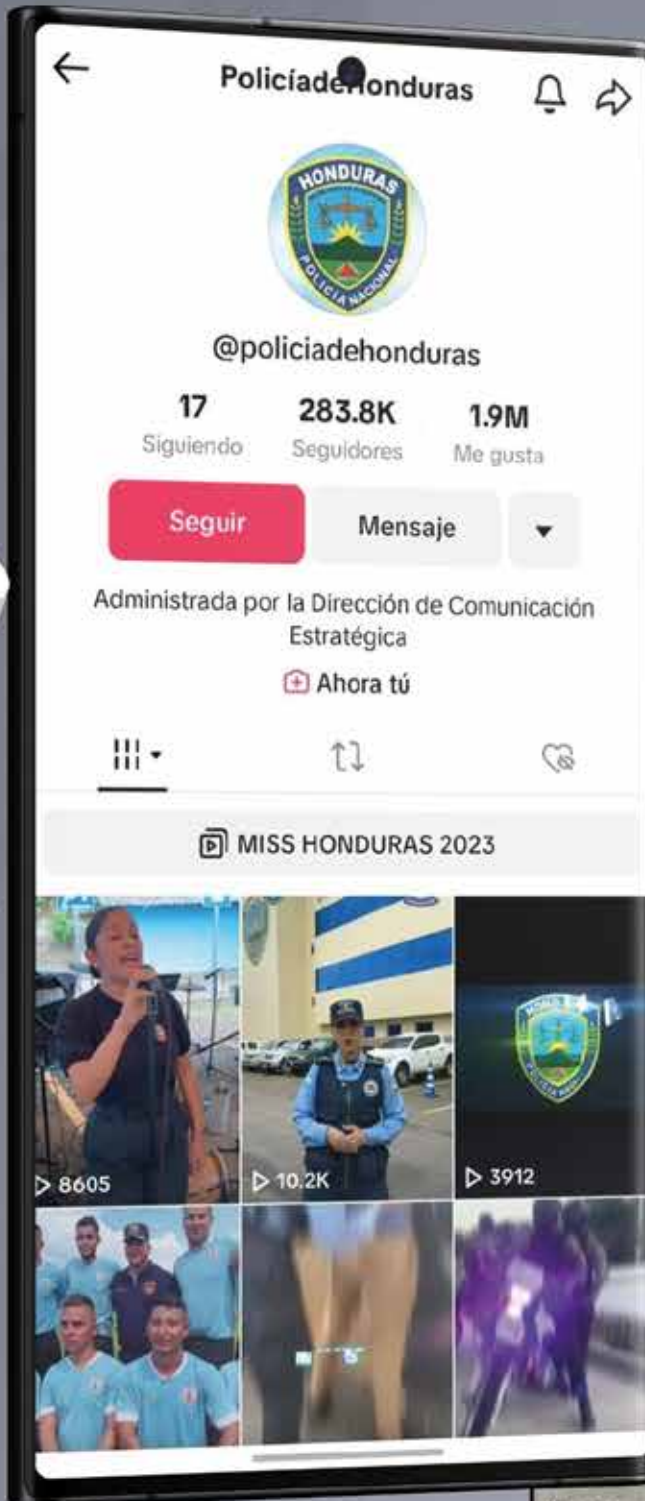 PolicíadeHonduras
HONDURAS
POLICIA NACIONAL
@policiadehonduras
17
283.8K
1.9M
Siguiendo
Seguidores
Me gusta
Seguir
Mensaje
Administrada por la Dirección de Comunicación
Estratégica
Ahora tú
MISS HONDURAS 2023
8605
10.2K
3912